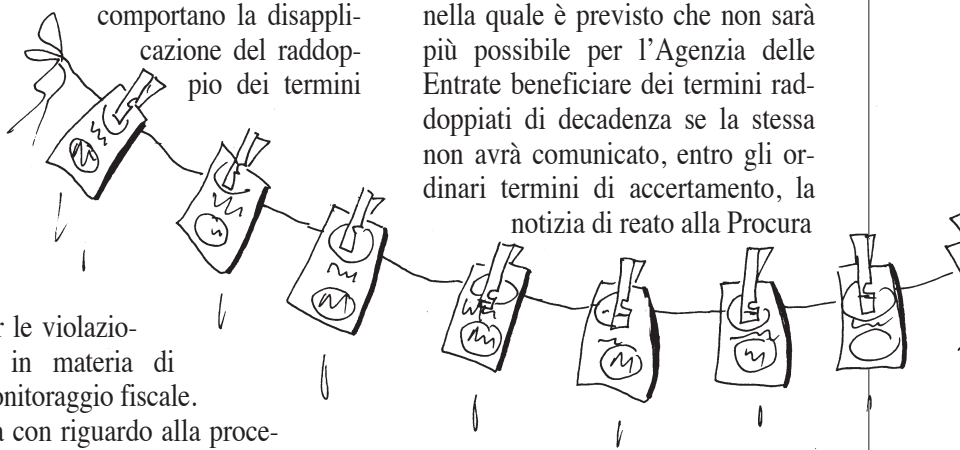 comportano la disappli-
cazione del raddop-
pio dei termini
le violazio-
in materia di
fiscale.
con riguardo alla proce-
nella quale è previsto che non sarà
più possibile per l'Agenzia delle
Entrate beneficiare dei termini rad-
doppiati di decadenza se la stessa
non avrà comunicato, entro gli or-
dinari termini di accertamento, la
notizia di reato alla Procura